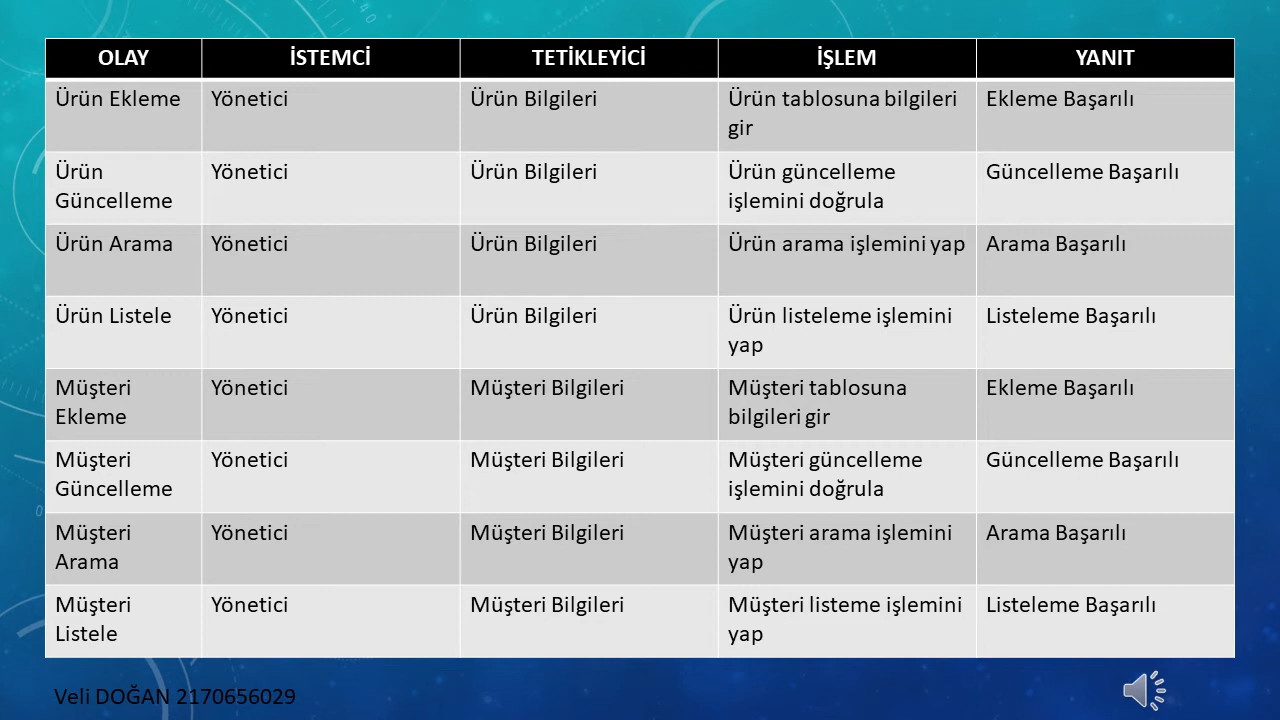 OLAY İSTEMCİ TETİKLEYİCİ İŞLEM YANIT
Ürün Ekleme Yönetici Ürün Bilgileri Ürün tablosuna bilgileri Ekleme Başarılı
gir
Ürün Yönetici Ürün Bilgileri Ürün güncelleme Güncelleme Başarılı
Güncelleme işlemini doğrula
Ürün Arama Yönetici Ürün Bilgileri Ürün arama işlemini yap Arama Başarılı
Ürün Listele Yönetici Ürün Bilgileri Ürün listeleme işlemini Listeleme Başarılı
yap
Müşteri Yönetici Müşteri Bilgileri Müşteri tablosuna Ekleme Başarılı
Ekleme bilgileri gir
Müşteri Yönetici Müşteri Bilgileri Müşteri güncelleme Güncelleme Başarılı
Güncelleme işlemini doğrula
Müşteri Yönetici Müşteri Bilgileri Müşteri arama işlemini Arama Başarılı
Arama yap
Müşteri Yönetici Müşteri Bilgileri Müşteri listeme işlemini Listeleme Başarılı
Listele yap
Veli DOĞAN 2170656029